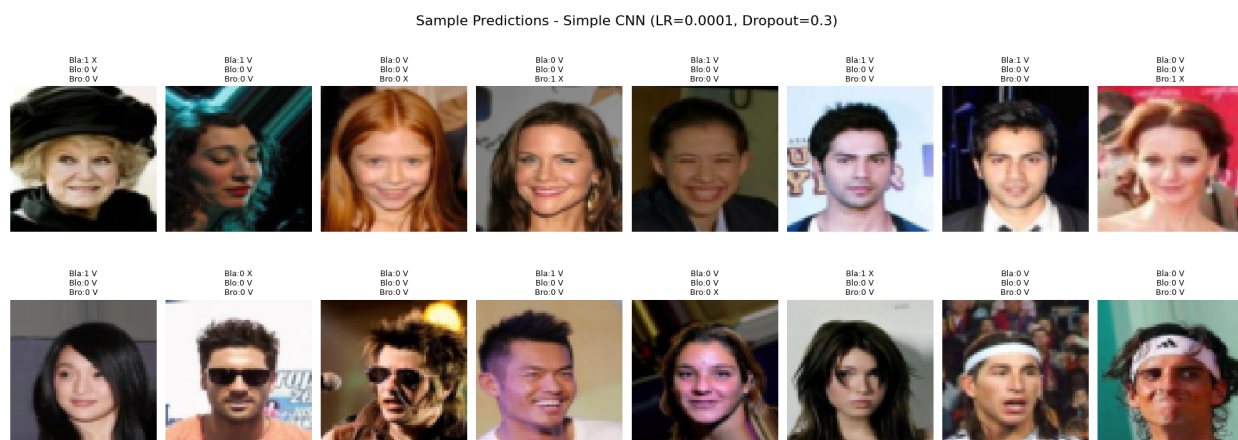 Sample Predictions - Simple CNN (LR=0.0001, Dropout=0.3)
Bla:1 X
Blo:0 V
Bro:0 V
Bla:1 V
Blo:0 V
Bro:0 V
Bla:0 V
Blo:0 V
Bro:0 X
Bla:0 V
Blo:0 V
Bro:1 X
Bla:1 V
Blo:0 V
Bro:0 V
Bla:1 V
Blo:0 V
Bro:0 V
Bla:1 V
Blo:0 V
Bro:0 V
Bla:0 V
Blo:0 V
Bro:1 X
Bla:1 V
Blo:0 V
Bro:0 V
Bla:0 X
Blo:0 V
Bro:0 V
Bla:0 V
Blo:0 V
Bro:0 V
Bla:1 V
Blo:0 V
Bro:0 V
Bla:0 V
Blo:0 V
Bro:0 X
Bla:1 X
Blo:0 V
Bro:0 V
Bla:0 V
Blo:0 V
Bro:0 V
Bla:0 V
Blo:0 V
Bro:0 V